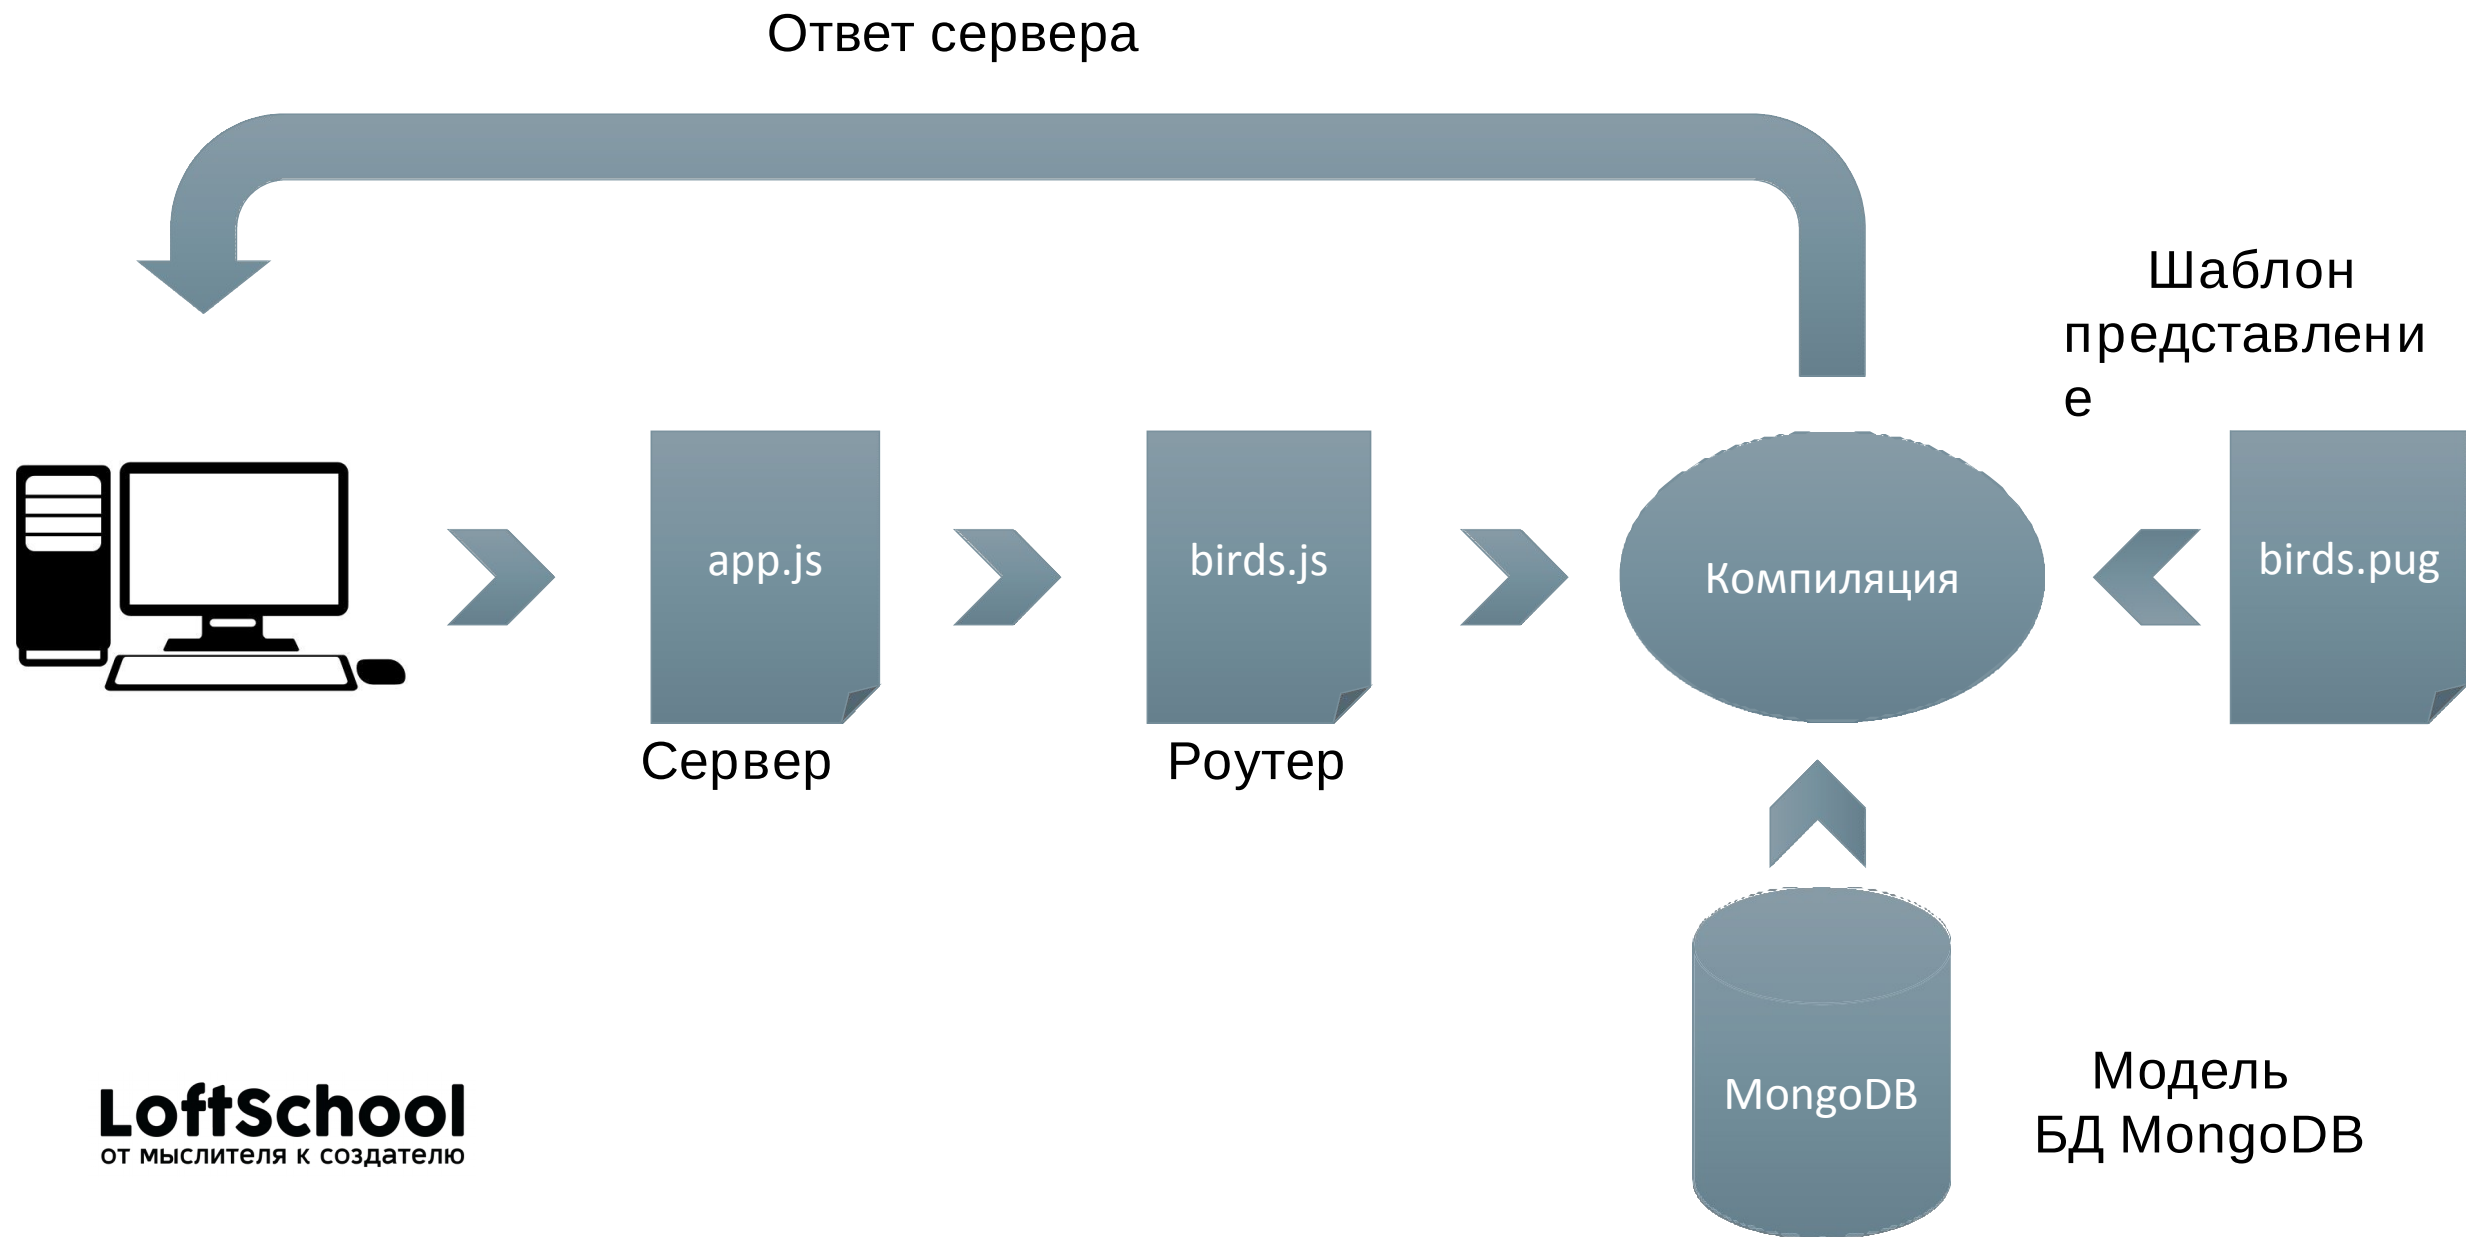 Ответ сервера
Шаблон
представлени
е
app.js
birds.js
Компиляция
birds.pug
Сервер
Роутер
MongoDB
Модель
БД MongoDB
LoftSchool
от мыслителя к создателю